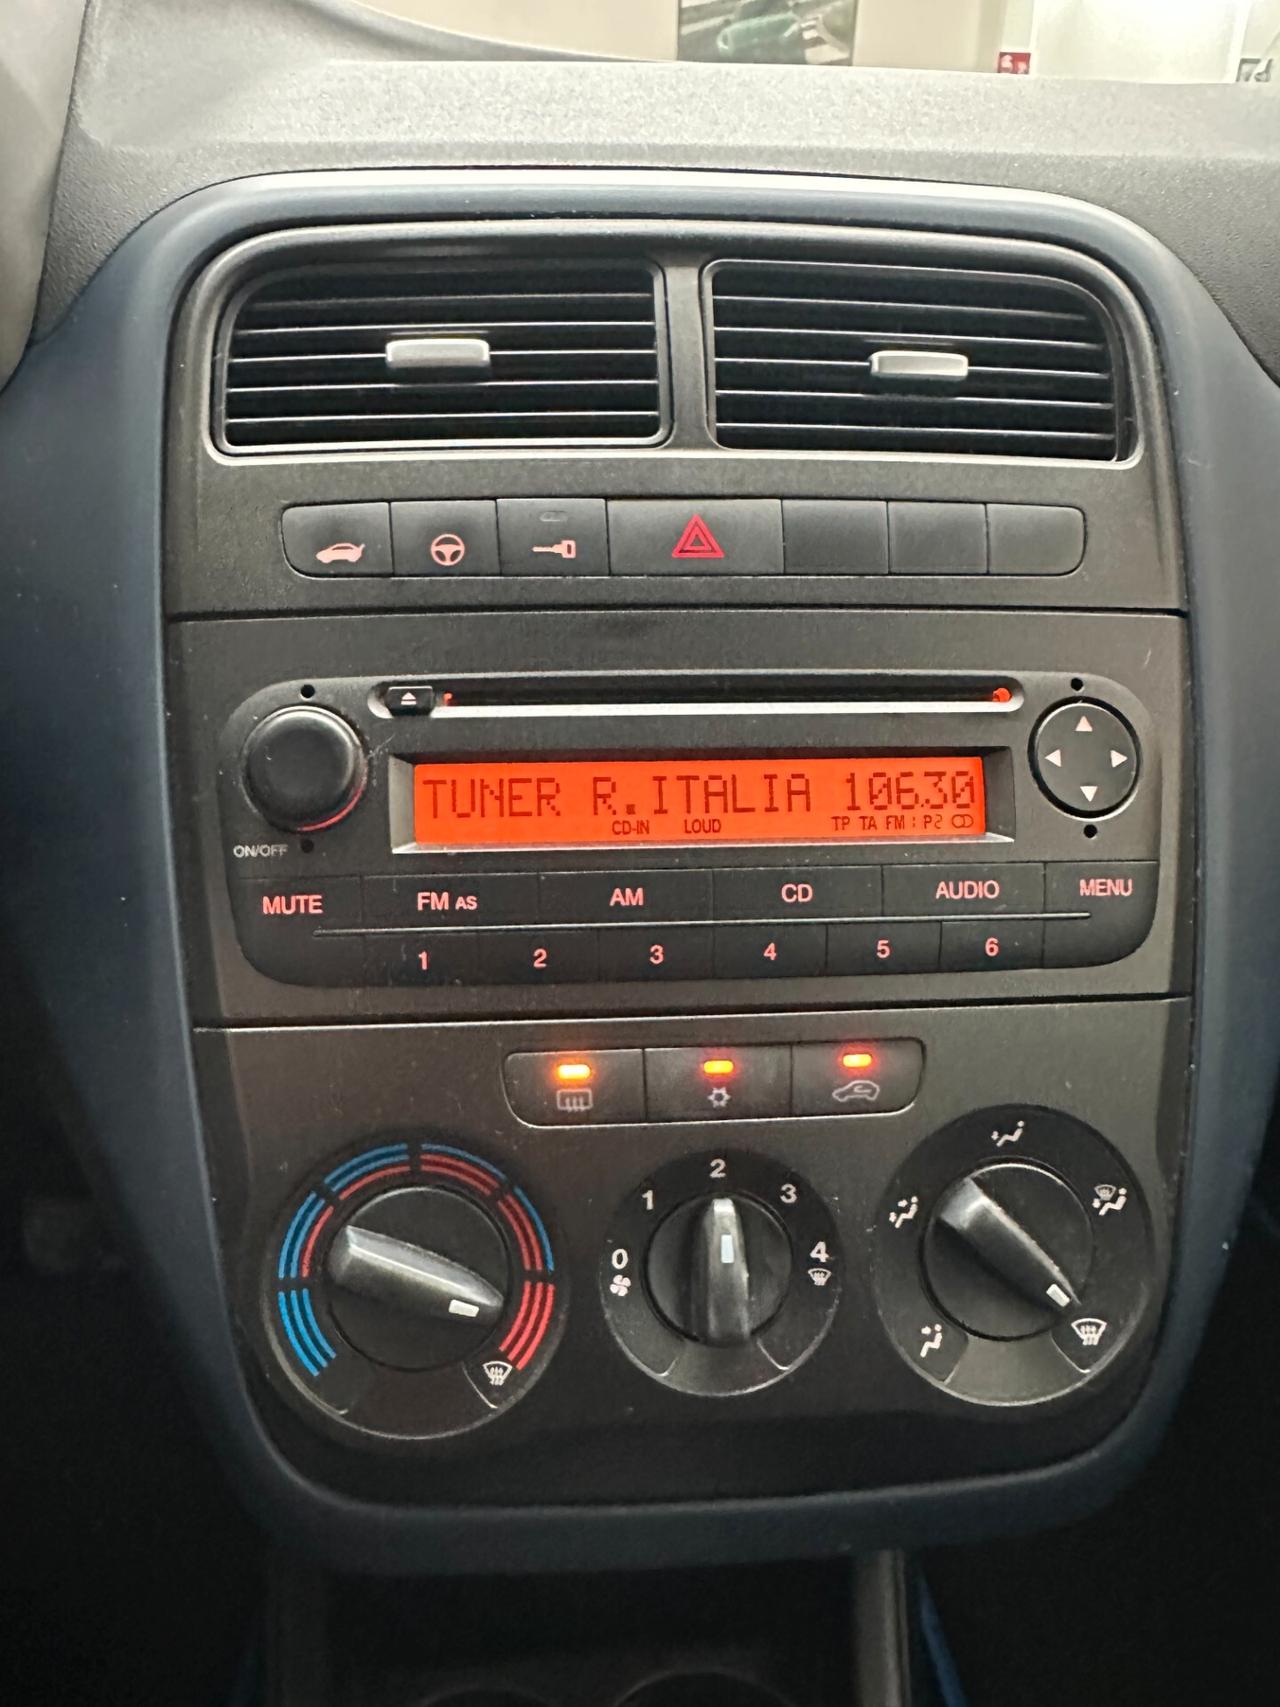 TUNER R.ITALIA 106.30
CD-IN LOUD TP TA FM : P2
ON/OFF
MUTE FM AS AM CD AUDIO MENU
1 2 3 4 5 6
0 1 2 3 4